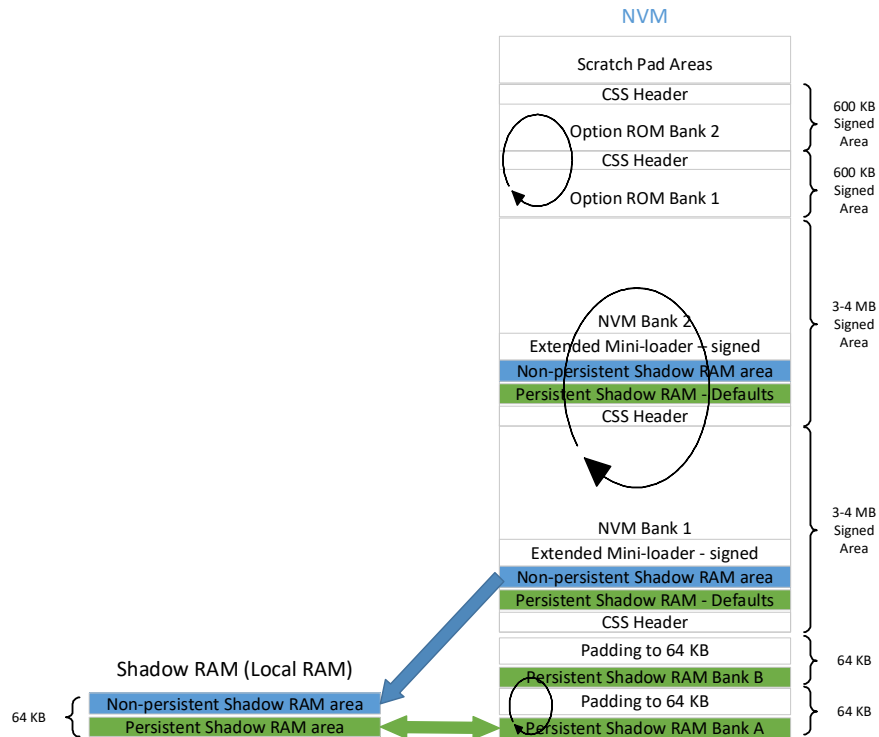 NVM
Scratch Pad Areas
CSS Header
Option ROM Bank 2
600 KB
Signed
Area
CSS Header
Option ROM Bank 1
600 KB
Signed
Area
NVM Bank 2
Extended Mini-loader – signed
Non-persistent Shadow RAM area
Persistent Shadow RAM - Defaults
CSS Header
3-4 MB
Signed
Area
NVM Bank 1
Extended Mini-loader - signed
Non-persistent Shadow RAM area
Persistent Shadow RAM - Defaults
CSS Header
3-4 MB
Signed
Area
Padding to 64 KB
Persistent Shadow RAM Bank B
64 KB
Padding to 64 KB
Persistent Shadow RAM Bank A
64 KB
Shadow RAM (Local RAM)
Non-persistent Shadow RAM area
Persistent Shadow RAM area
64 KB